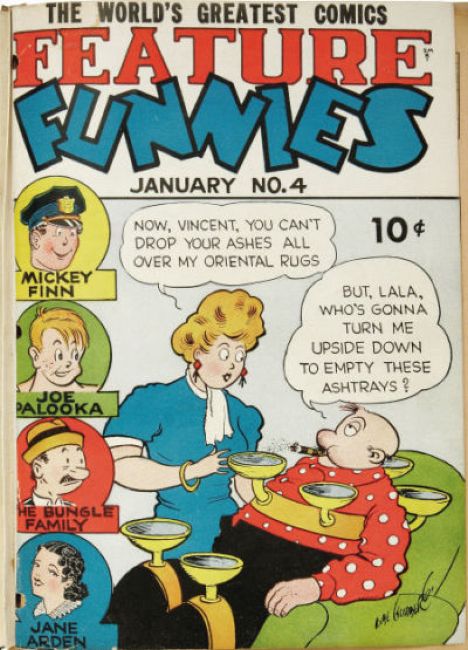 THE WORLD'S GREATEST COMICS
FEATURE
FUNNIES
JANUARY NO. 4
10¢
NOW, VINCENT, YOU CAN'T
DROP YOUR ASHES ALL
OVER MY ORIENTAL RUGS
BUT, LALA,
WHO'S GONNA
TURN ME
UPSIDE DOWN
TO EMPTY THESE
ASHTRAYS?
MICKEY
FINN
JOE
PALOOKA
HE BUNGLE
FAMILY
JANE
ARDEN